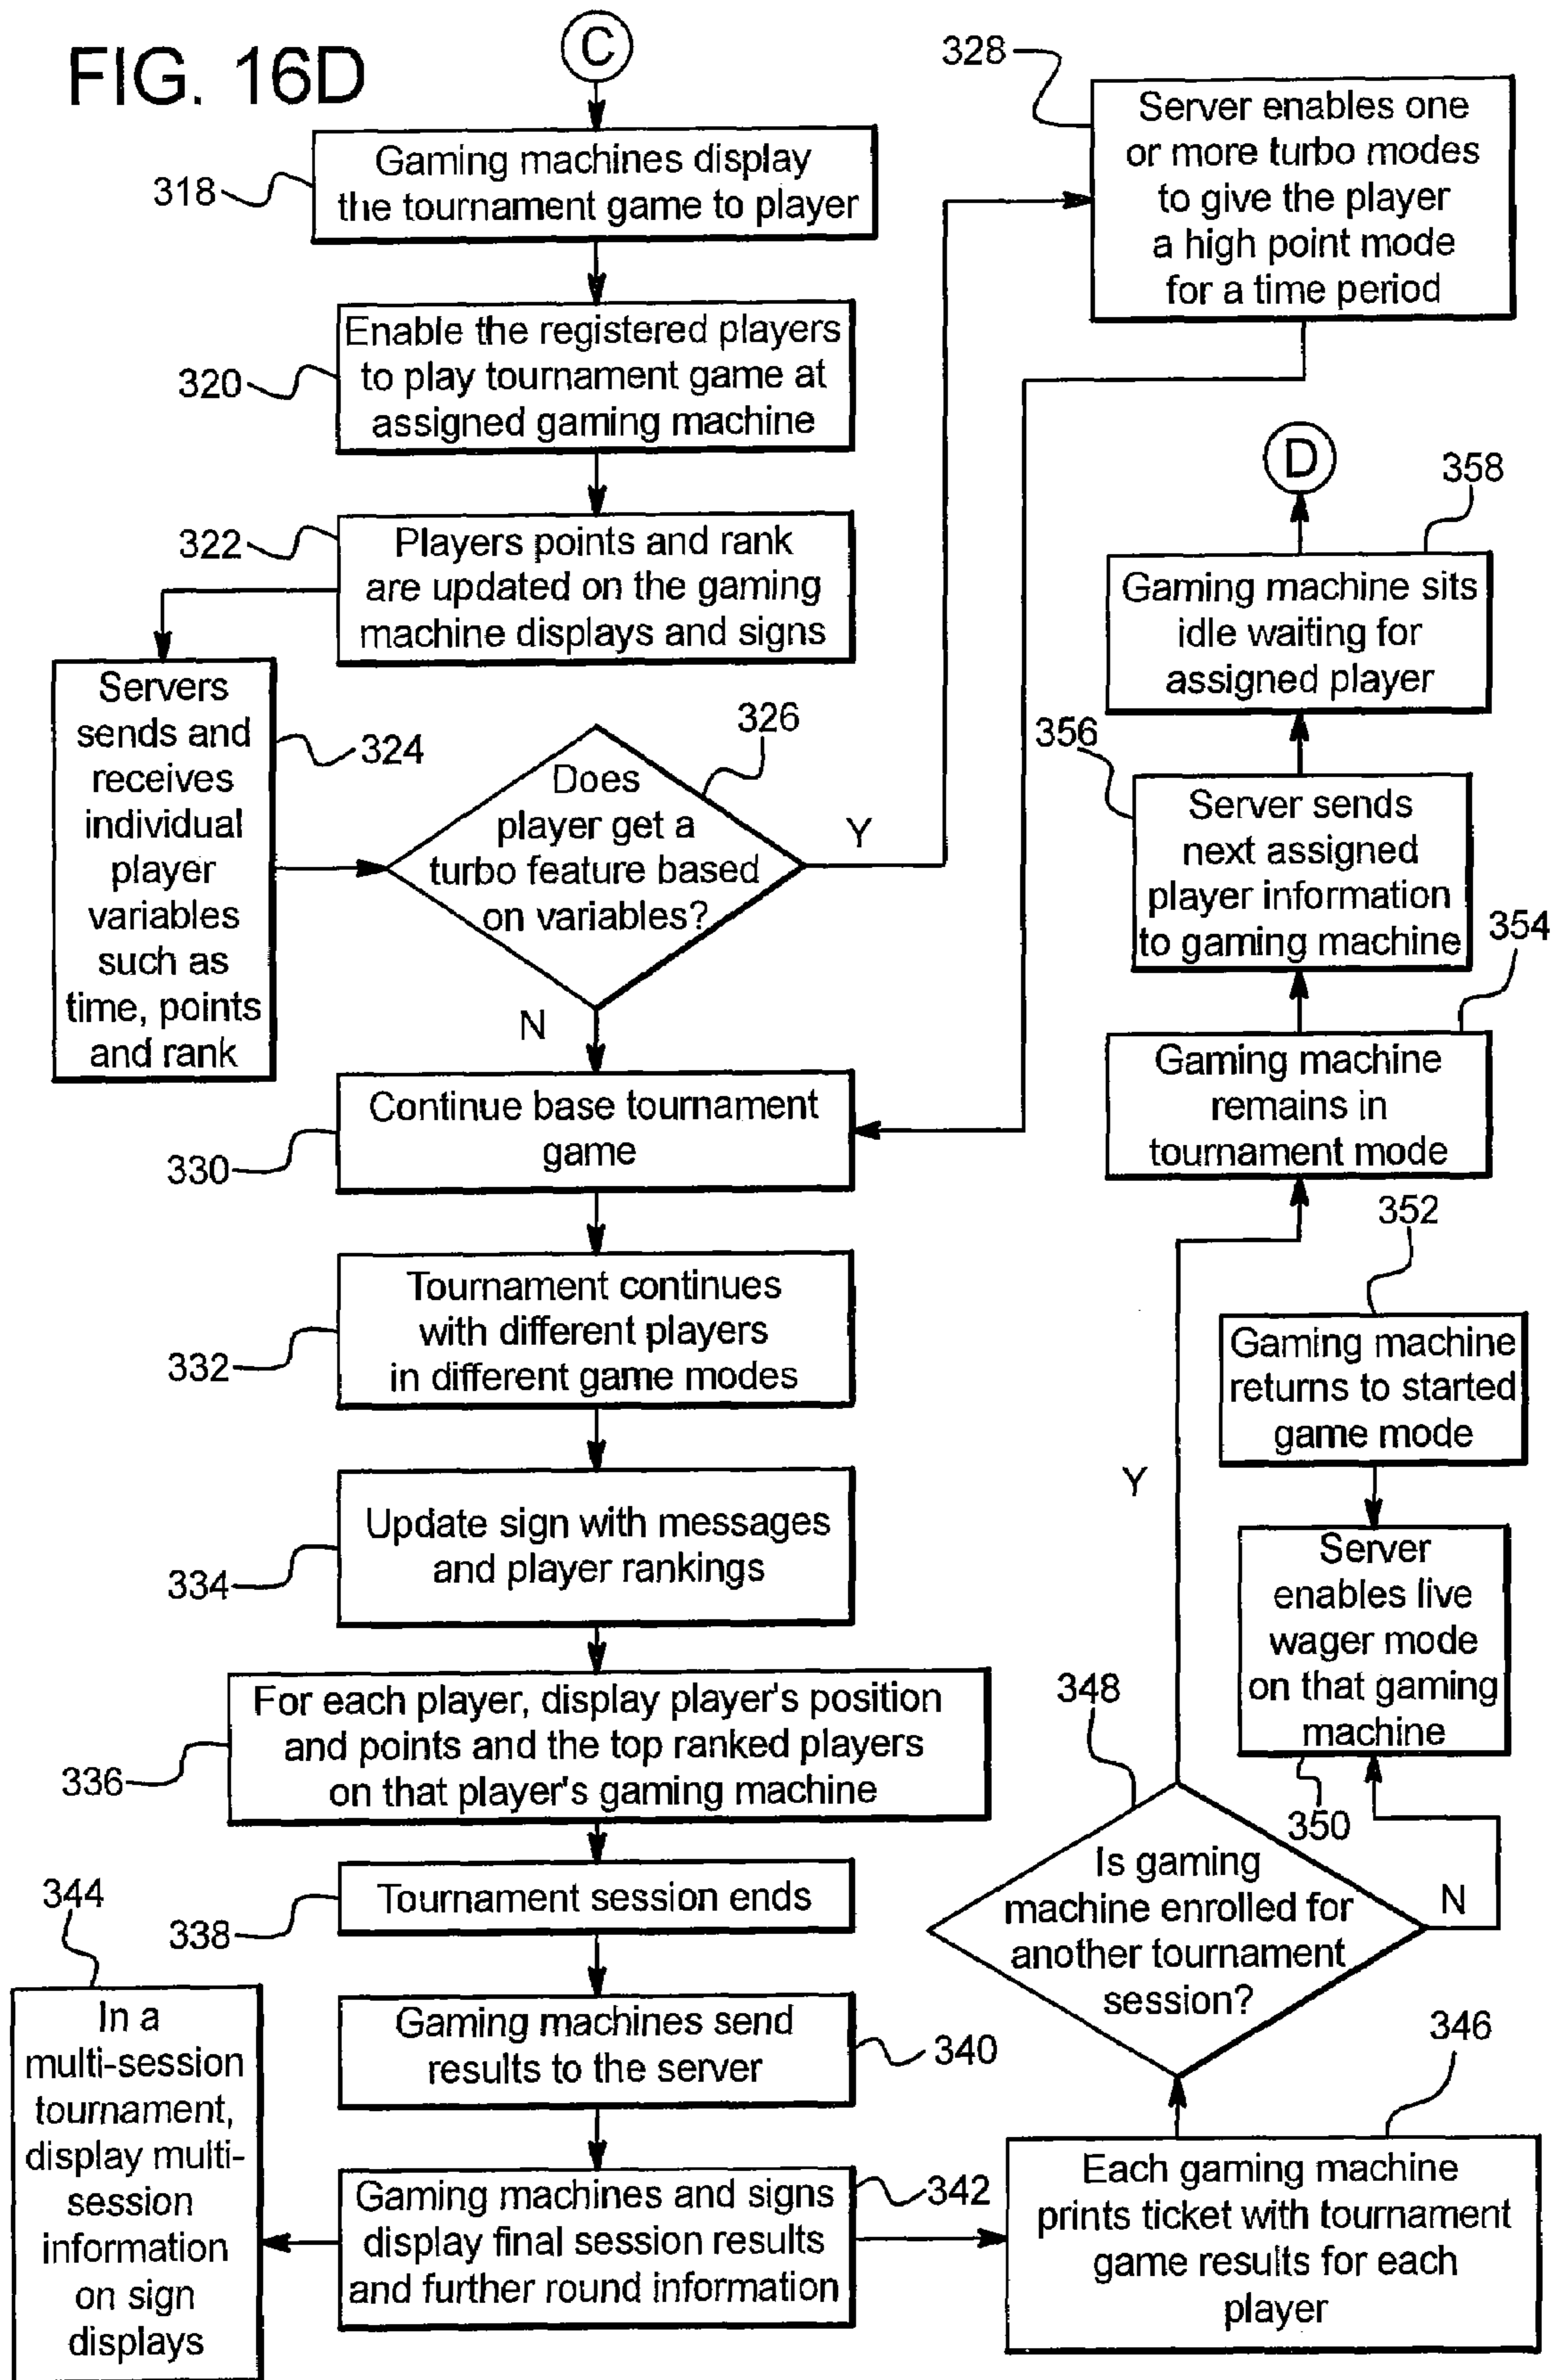 FIG. 16D
C
318
Gaming machines display
the tournament game to player
320
Enable the registered players
to play tournament game at
assigned gaming machine
322
Players points and rank
are updated on the gaming
machine displays and signs
Servers
sends and
receives
individual
player
variables
such as
time, points
and rank
324
326
Does
player get a
turbo feature based
on variables?
Y
N
328
Server enables one
or more turbo modes
to give the player
a high point mode
for a time period
330
Continue base tournament
game
332
Tournament continues
with different players
in different game modes
334
Update sign with messages
and player rankings
336
For each player, display player's position
and points and the top ranked players
on that player's gaming machine
338
Tournament session ends
340
Gaming machines send
results to the server
342
Gaming machines and signs
display final session results
and further round information
344
In a
multi-session
tournament,
display multi-
session
information
on sign
displays
346
Each gaming machine
prints ticket with tournament
game results for each
player
348
Is gaming
machine enrolled for
another tournament
session?
N
Y
350
Server
enables live
wager mode
on that gaming
machine
352
Gaming machine
returns to started
game mode
354
Gaming machine
remains in
tournament mode
356
Server sends
next assigned
player information
to gaming machine
358
Gaming machine sits
idle waiting for
assigned player
D